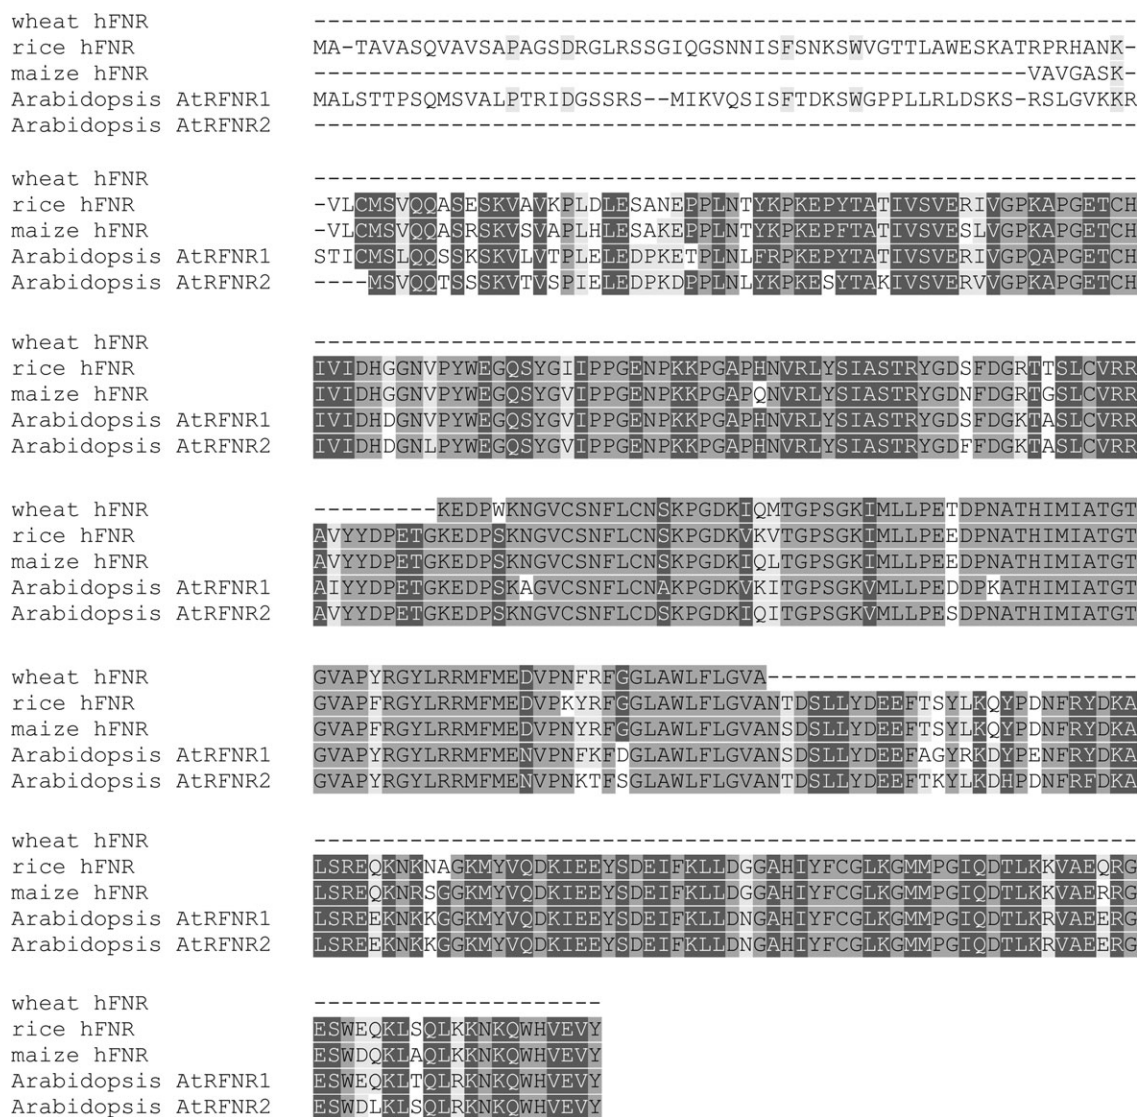 wheat hFNR ------------------------------------------------------------
rice hFNR MA-TAVASQVAVSAPAGSDRGLRSSGIQGSNNISFSNKSWVGTTLAWESKATRPRHANK-
maize hFNR ----------------------------------------------------VAVGASK-
Arabidopsis AtRFNR1 MALSTTPSQMSVALPTRIDGSSRS--MIKVQSISFTDKSWGPPLLRLDSKS-RSLGVKKR
Arabidopsis AtRFNR2 ------------------------------------------------------------
wheat hFNR ------------------------------------------------------------
rice hFNR -VLCMSVQQASESKVAVKPLDLESANEPPLNTYKPKEPYTATIVSVERIVGPKAPGETCH
maize hFNR -VLCMSVQQASRSKVSVAPLHLESAKEPPLNTYKPKEPFTATIVSVESLVGPKAPGETCH
Arabidopsis AtRFNR1 STICMSLQQSSKSKVLVTPLELEDPKETPLNLFRPKEPYTATIVSVERIVGPQAPGETCH
Arabidopsis AtRFNR2 ----MSVQQTSSSKVTVSPIELEDPKDPPLNLYKPKESYTAKIVSVERVVGPKAPGETCH
wheat hFNR ------------------------------------------------------------
rice hFNR IVIDHGGNVPYWEGQSYGIIPPGENPKKPGAPHNVRLYSIASTRYGDSFDGRTTSLCVRR
maize hFNR IVIDHGGNVPYWEGQSYGVIPPGENPKKPGAPQNVRLYSIASTRYGDNFDGRTGSLCVRR
Arabidopsis AtRFNR1 IVIDHDGNVPYWEGQSYGVIPPGENPKKPGAPHNVRLYSIASTRYGDSFDGKTASLCVRR
Arabidopsis AtRFNR2 IVIDHDGNLPYWEGQSYGVIPPGENPKKPGAPHNVRLYSIASTRYGDFFDGKTASLCVRR
wheat hFNR ---------KEDPWKNGVCSNFLCNSKPGDKIQMTGPSGKIMLLPETDPNATHIMIATGT
rice hFNR AVYYDPETGKEDPSKNGVCSNFLCNSKPGDKVKVTGPSGKIMLLPEEDPNATHIMIATGT
maize hFNR AVYYDPETGKEDPSKNGVCSNFLCNSKPGDKIQLTGPSGKIMLLPEEDPNATHIMIATGT
Arabidopsis AtRFNR1 AIYYDPETGKEDPSKAGVCSNFLCNAKPGDKVKITGPSGKVMLLPEDDPKATHIMIATGT
Arabidopsis AtRFNR2 AVYYDPETGKEDPSKNGVCSNFLCDSKPGDKIQITGPSGKVMLLPESDPNATHIMIATGT
wheat hFNR GVAPYRGYLRRMFMEDVPNFRFGGLAWLFLGVA---------------------------
rice hFNR GVAPFRGYLRRMFMEDVPKYRFGGLAWLFLGVANTDSLLYDEEFTSYLKQYPDNFRYDKA
maize hFNR GVAPFRGYLRRMFMEDVPNYRFGGLAWLFLGVANSDSLLYDEEFTSYLKQYPDNFRYDKA
Arabidopsis AtRFNR1 GVAPYRGYLRRMFMENVPNFKFDGLAWLFLGVANSDSLLYDEEFAGYRKDYPENFRYDKA
Arabidopsis AtRFNR2 GVAPYRGYLRRMFMENVPNKTFSGLAWLFLGVANTDSLLYDEEFTKYLKDHPDNFRFDKA
wheat hFNR ------------------------------------------------------------
rice hFNR LSREQKNKNAGKMYVQDKIEEYSDEIFKLLDGGAHIYFCGLKGMMPGIQDTLKKVAEQRG
maize hFNR LSREQKNRSGGKMYVQDKIEEYSDEIFKLLDGGAHIYFCGLKGMMPGIQDTLKKVAERRG
Arabidopsis AtRFNR1 LSREEKNKKGGKMYVQDKIEEYSDEIFKLLDNGAHIYFCGLKGMMPGIQDTLKRVAEERG
Arabidopsis AtRFNR2 LSREEKNKKGGKMYVQDKIEEYSDEIFKLLDNGAHIYFCGLKGMMPGIQDTLKRVAEERG
wheat hFNR ---------------------
rice hFNR ESWEQKLSQLKKNKQWHVEVY
maize hFNR ESWDQKLAQLKKNKQWHVEVY
Arabidopsis AtRFNR1 ESWEQKLTQLRKNKQWHVEVY
Arabidopsis AtRFNR2 ESWDLKLSQLRKNKQWHVEVY